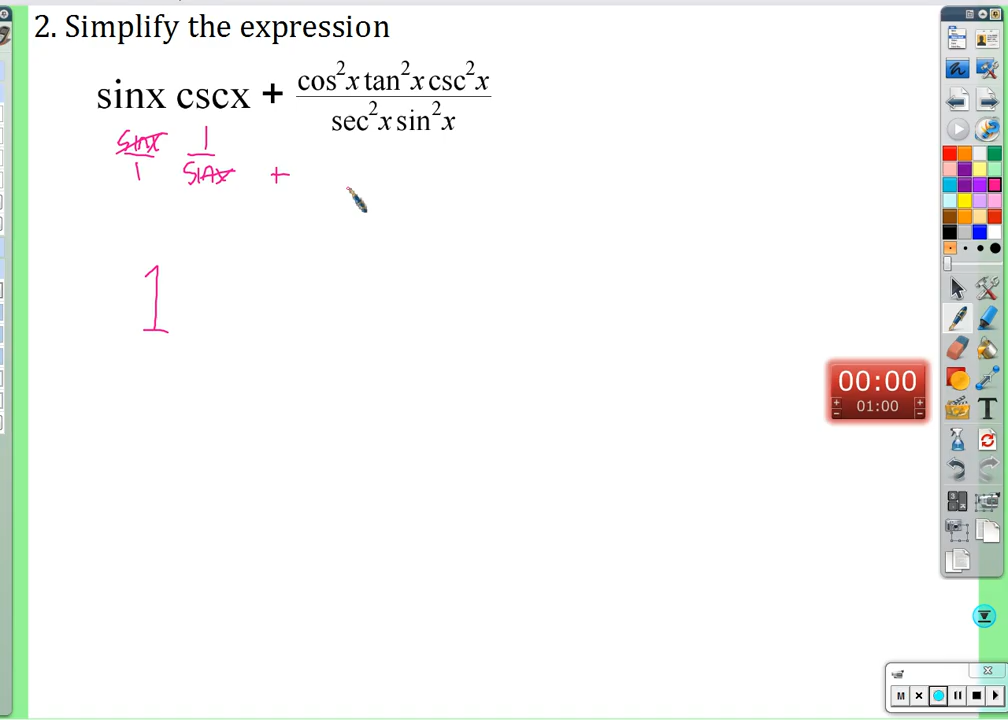 2. Simplify the expression
sinx cscx + cos²x tan²x csc²x / sec²x sin²x
sinx/1 1/sinx +
1
00:00
01:00
T
M